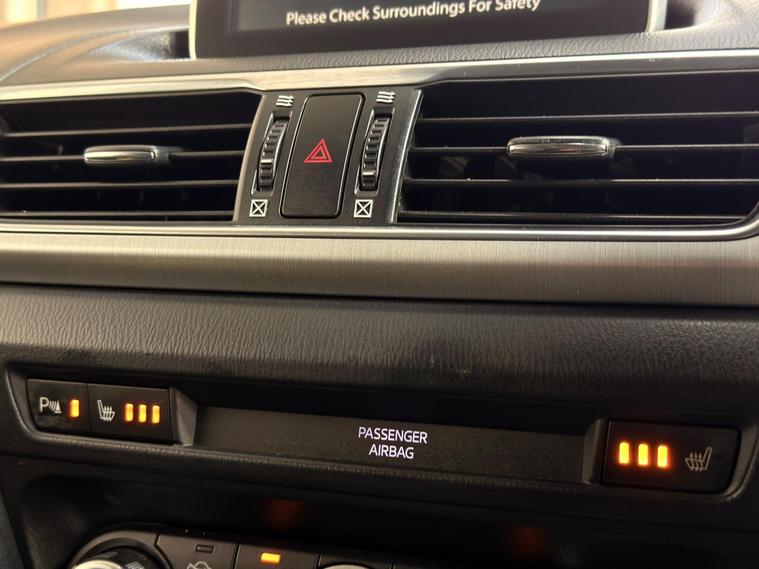 Please Check Surroundings For Safety
P
PASSENGER
AIRBAG